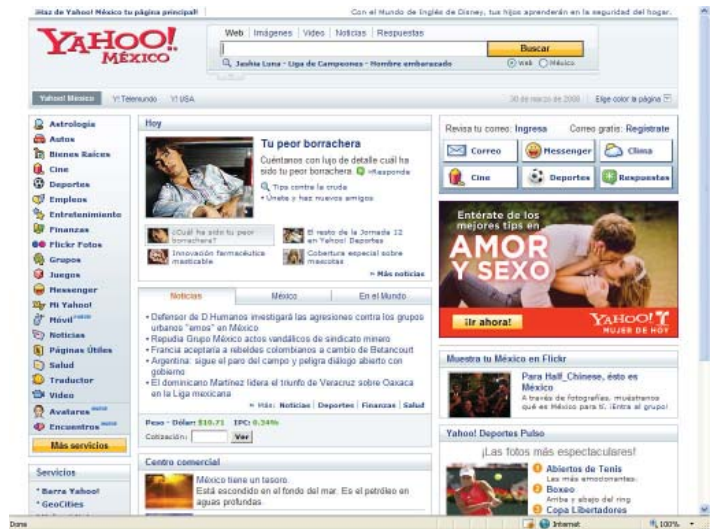 ¡Haz de Yahoo! México tu página principal!
Con el Mundo de Inglés de Disney, tus hijos aprenderán en la seguridad del hogar.
YAHOO! MÉXICO
Web | Imágenes | Video | Noticias | Respuestas
Buscar
Jeshia Luna - Liga de Campeones - Hombre embarazado
Web México
Yahoo! México Y! Telemundo Y! USA
30 de marzo de 2008 Elige color la página
Astrología
Autos
Bienes Raíces
Cine
Deportes
Empleos
Entretenimiento
Finanzas
Flickr Fotos
Grupos
Juegos
Messenger
Mi Yahoo!
Móvil
Noticias
Páginas Útiles
Salud
Traductor
Video
Avatares
Encuentros
Más servicios
Servicios
Barra Yahoo!
GeoCities
Hoy
Tu peor borrachera
Cuéntanos con lujo de detalle cuál ha
sido tu peor borrachera »Responde
Tips contra la cruda
• Únete y haz nuevos amigos
¿Cuál ha sido tu peor borrachera?
El resto de la Jornada 12 en Yahoo! Deportes
Innovación farmacéutica masticable
Cobertura especial sobre mascotas
» Más noticias
Noticias México En el Mundo
• Defensor de D Humanos investigará las agresiones contra los grupos
urbanos "emos" en México
• Repudia Grupo México actos vandálicos de sindicato minero
• Francia aceptaría a rebeldes colombianos a cambio de Betancourt
• Argentina: sigue el paro del campo y peligra diálogo abierto con
gobierno
• El dominicano Martínez lidera el triunfo de Veracruz sobre Oaxaca
en la Liga mexicana
» Más: Noticias | Deportes | Finanzas | Salud
Peso - Dólar: $10.71 IPC: 0.34%
Cotización: Ver
Centro comercial
México tiene un tesoro.
Está escondido en el fondo del mar. Es el petróleo en
aguas profundas
Revisa tu correo: Ingresa Correo gratis: Regístrate
Correo Messenger Clima
Cine Deportes Respuestas
Entérate de los
mejores tips en
AMOR
Y SEXO
¡Ir ahora!
YAHOO! T
MUJER DE HOY
Muestra tu México en Flickr
Para Half_Chinese, ésto es
México
A través de fotografías, muéstranos
qué es México para tí. ¡Entra al grupo!
Yahoo! Deportes Pulso
¡Las fotos más espectaculares!
1 Abiertos de Tenis
Las más emocionantes.
2 Boxeo
Arriba y abajo del ring
3 Copa Libertadores
Done Internet 100%